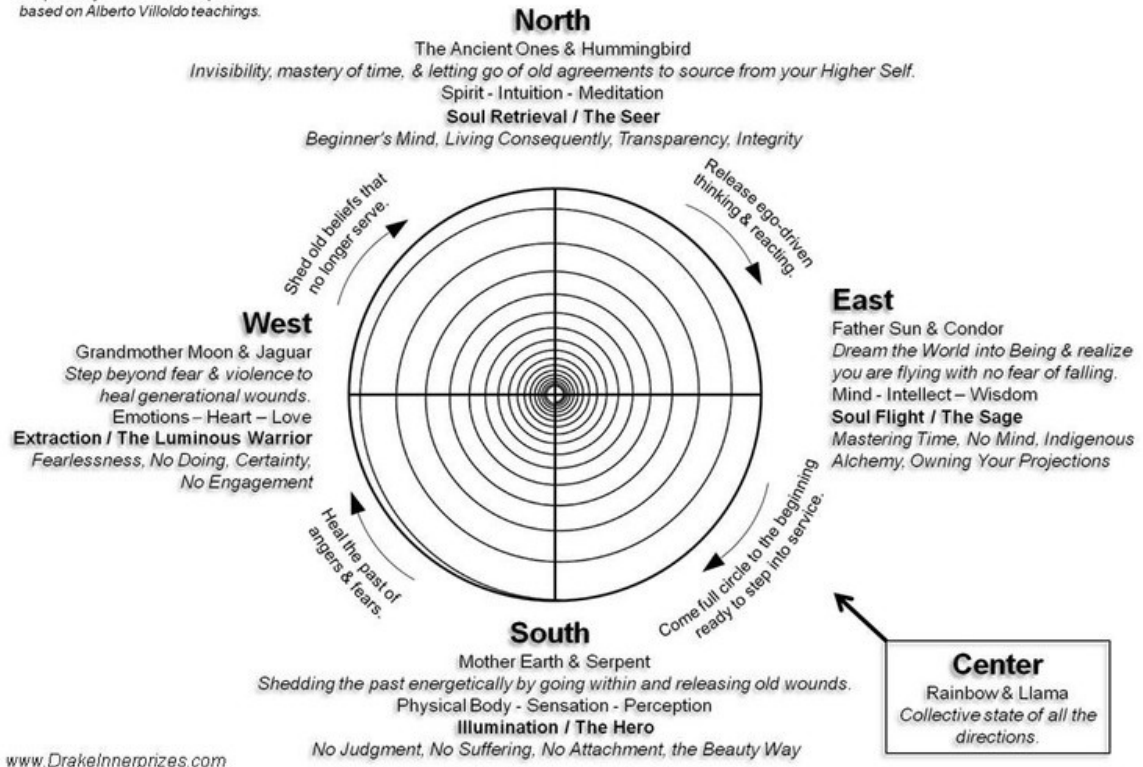 based on Alberto Villoldo teachings.
North
The Ancient Ones & Hummingbird
Invisibility, mastery of time, & letting go of old agreements to source from your Higher Self.
Spirit - Intuition - Meditation
Soul Retrieval / The Seer
Beginner's Mind, Living Consequently, Transparency, Integrity
Shed old beliefs that
no longer serve.
Release ego-driven
thinking & reacting.
West
Grandmother Moon & Jaguar
Step beyond fear & violence to
heal generational wounds.
Emotions – Heart – Love
Extraction / The Luminous Warrior
Fearlessness, No Doing, Certainty,
No Engagement
East
Father Sun & Condor
Dream the World into Being & realize
you are flying with no fear of falling.
Mind - Intellect – Wisdom
Soul Flight / The Sage
Mastering Time, No Mind, Indigenous
Alchemy, Owning Your Projections
Heal the past of
angers & fears.
Come full circle to the beginning
ready to step into service.
South
Mother Earth & Serpent
Shedding the past energetically by going within and releasing old wounds.
Physical Body - Sensation - Perception
Illumination / The Hero
No Judgment, No Suffering, No Attachment, the Beauty Way
Center
Rainbow & Llama
Collective state of all the
directions.
www.DrakeInnerprizes.com